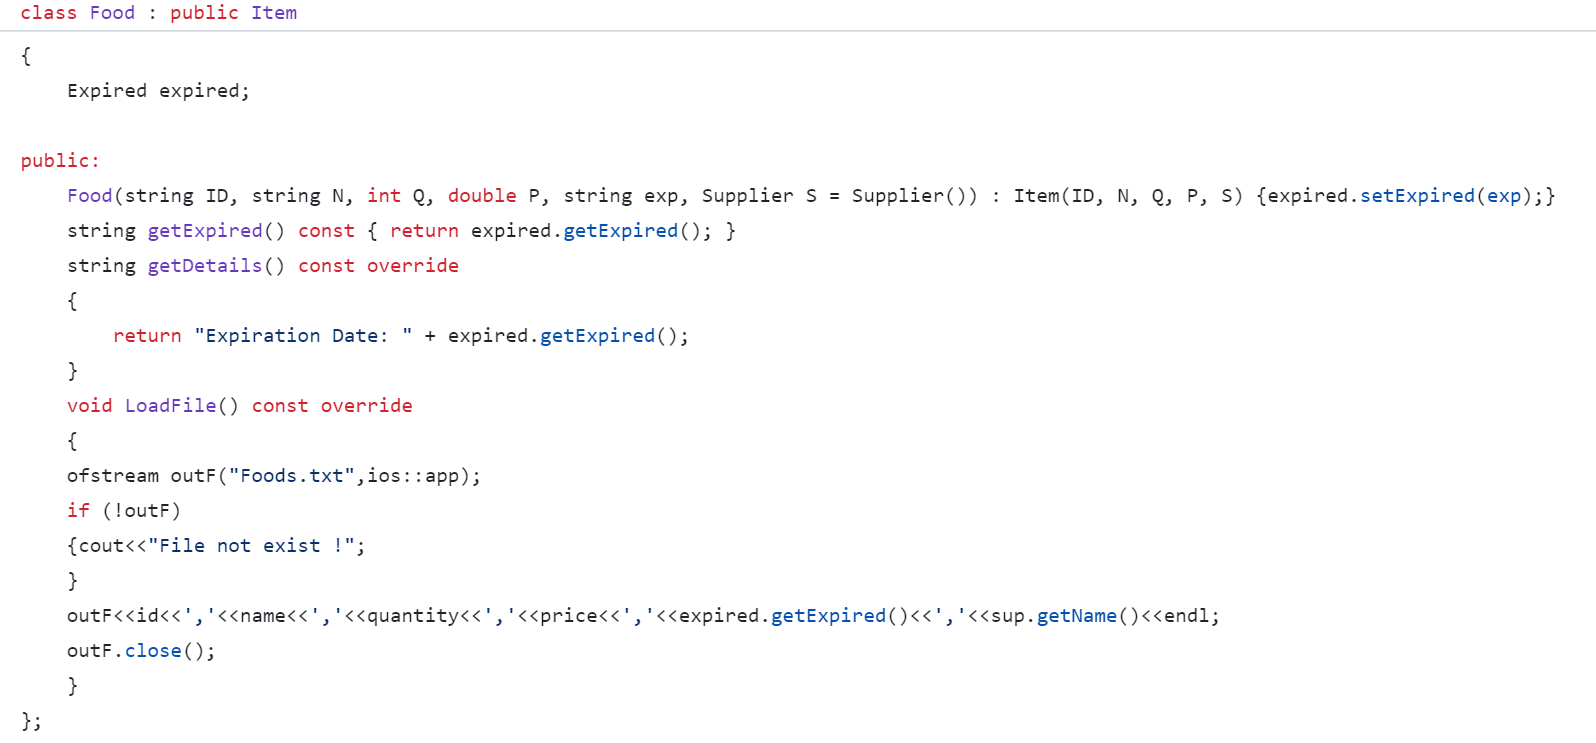 class Food : public Item
{
    Expired expired;

public:
    Food(string ID, string N, int Q, double P, string exp, Supplier S = Supplier()) : Item(ID, N, Q, P, S) {expired.setExpired(exp);}
    string getExpired() const { return expired.getExpired(); }
    string getDetails() const override
    {
        return "Expiration Date: " + expired.getExpired();
    }
    void LoadFile() const override
    {
    ofstream outF("Foods.txt",ios::app);
    if (!outF)
    {cout<<"File not exist !";
    }
    outF<<id<<','<<name<<','<<quantity<<','<<price<<','<<expired.getExpired()<<','<<sup.getName()<<endl;
    outF.close();
    }
};